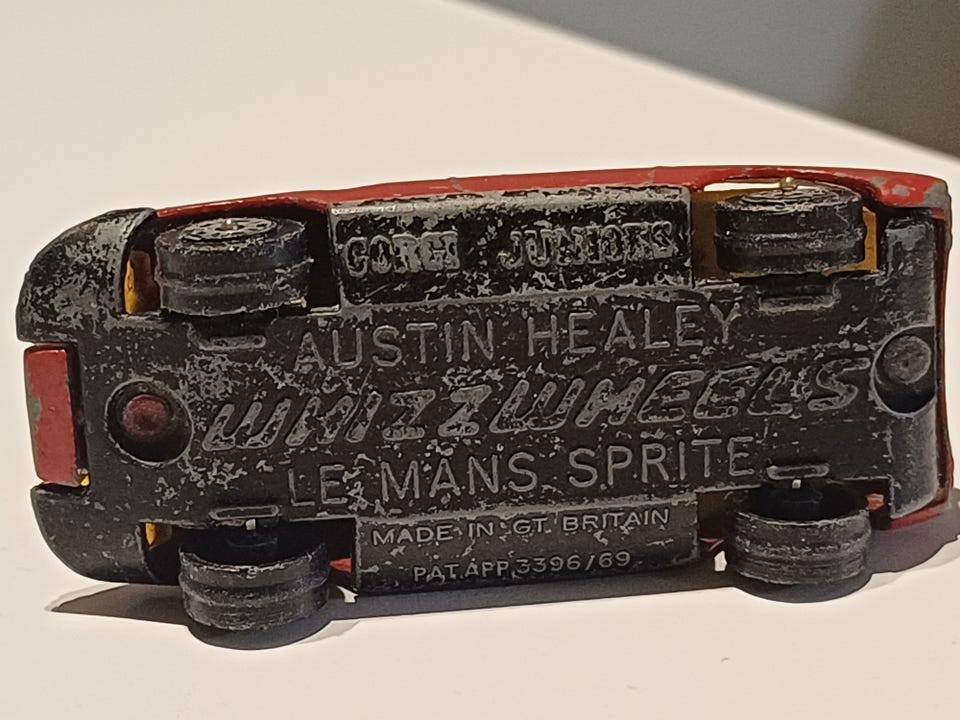 CORGI JUNIORS
AUSTIN HEALEY
WHIZZWHEELS
LE MANS SPRITE
MADE IN GT. BRITAIN
PAT. APP. 3396/69